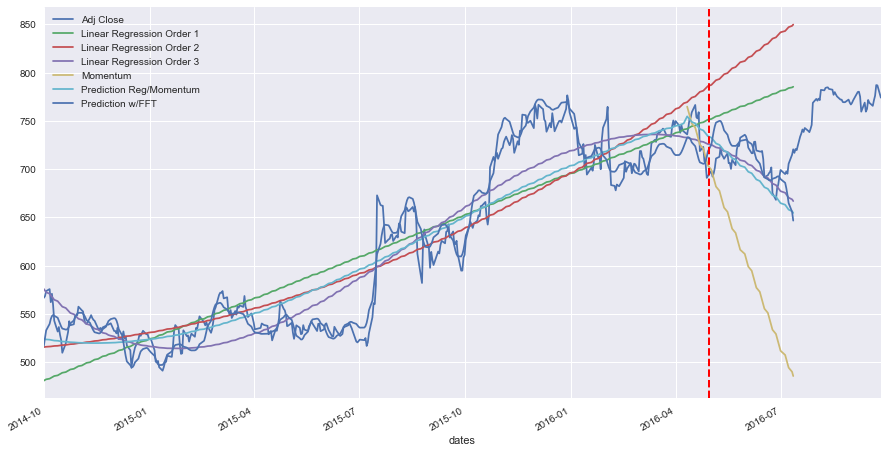 850
800
750
700
650
600
550
500
Adj Close
Linear Regression Order 1
Linear Regression Order 2
Linear Regression Order 3
Momentum
Prediction Reg/Momentum
Prediction w/FFT
2014-10
2015-01
2015-04
2015-07
2015-10
2016-01
2016-04
2016-07
dates